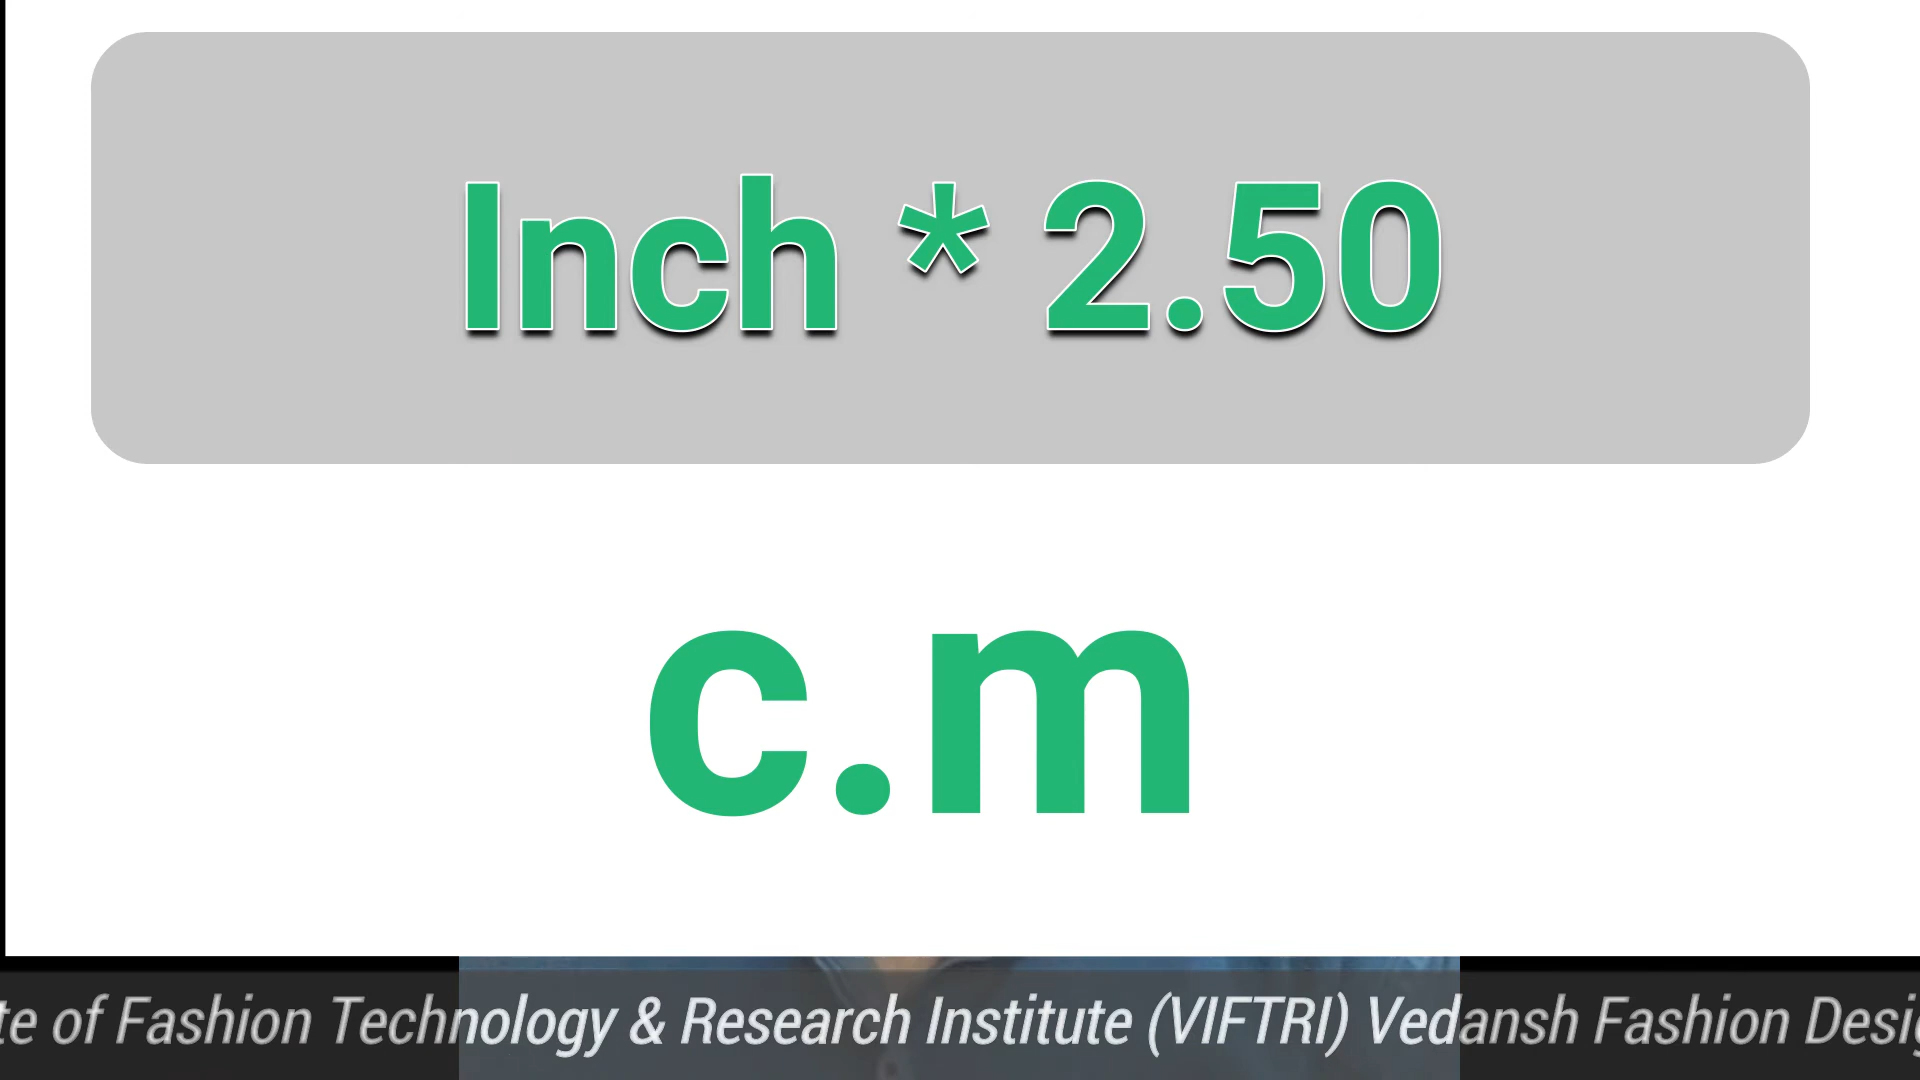 Inch * 2.50
c.m
of Fashion Technology & Research Institute (VIFTRI) Vedansh Fashion